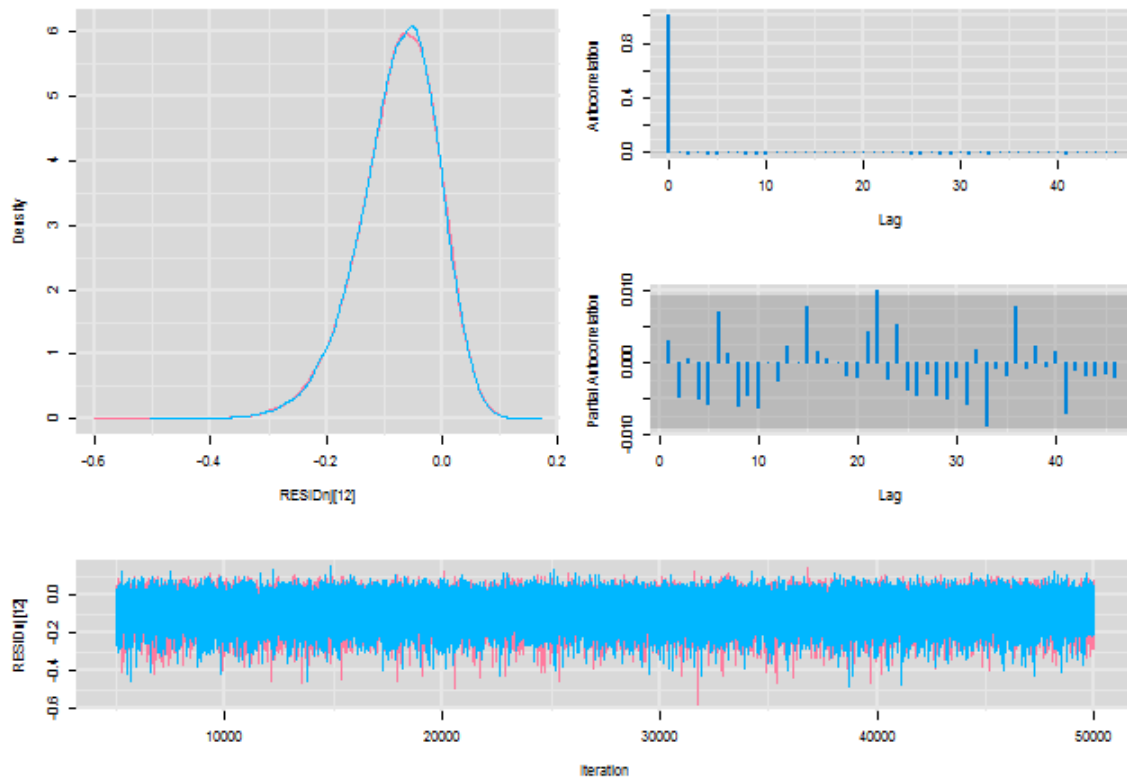 Density
6
5
4
3
2
1
0
-0.6 -0.4 -0.2 0.0 0.2
RESIDnj[12]
Autocorrelation
0.8
0.4
0.0
0 10 20 30 40
Lag
Partial Autocorrelation
0.010
0.000
-0.010
0 10 20 30 40
Lag
RESIDnj[12]
0.0
-0.2
-0.4
-0.6
10000 20000 30000 40000 50000
Iteration